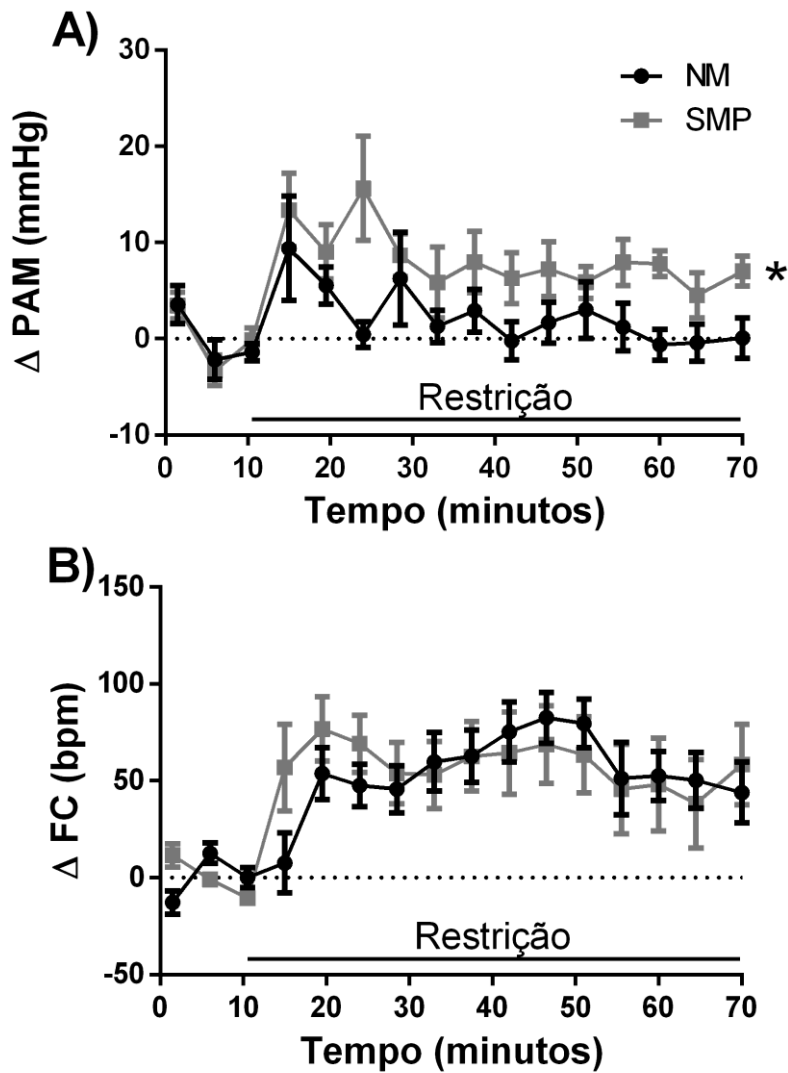 A)
30
20
10
0
-10
Δ PAM (mmHg)
NM
SMP
*
Restrição
0 10 20 30 40 50 60 70
Tempo (minutos)
B)
150
100
50
0
-50
Δ FC (bpm)
Restrição
0 10 20 30 40 50 60 70
Tempo (minutos)